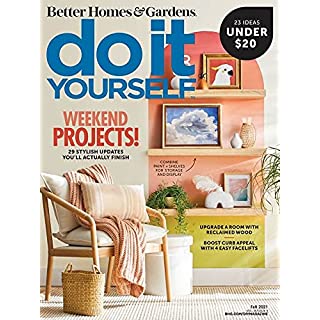 Better Homes & Gardens.
23 IDEAS
UNDER
$20
do it
YOURSELF
WEEKEND
PROJECTS!
29 STYLISH UPDATES
YOU'LL ACTUALLY FINISH
COMBINE
PAINT + SHELVES
FOR STORAGE
AND DISPLAY
UPGRADE A ROOM WITH
RECLAIMED WOOD
BOOST CURB APPEAL
WITH 4 EASY FACELIFTS
Fall 2021